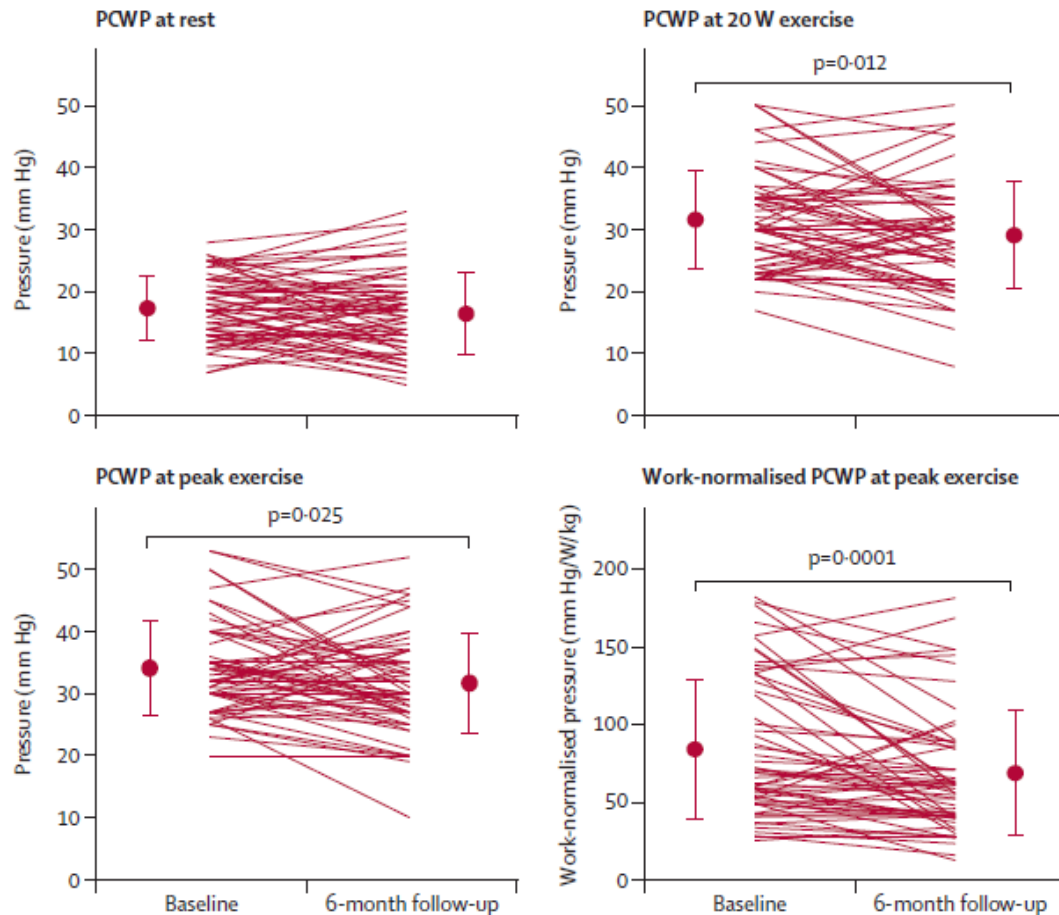 PCWP at rest
Pressure (mm Hg)
50
40
30
20
10
0
PCWP at 20 W exercise
p=0·012
Pressure (mm Hg)
50
40
30
20
10
0
PCWP at peak exercise
p=0·025
Pressure (mm Hg)
50
40
30
20
10
0
Baseline
6-month follow-up
Work-normalised PCWP at peak exercise
p=0·0001
Work-normalised pressure (mm Hg/W/kg)
200
150
100
50
0
Baseline
6-month follow-up